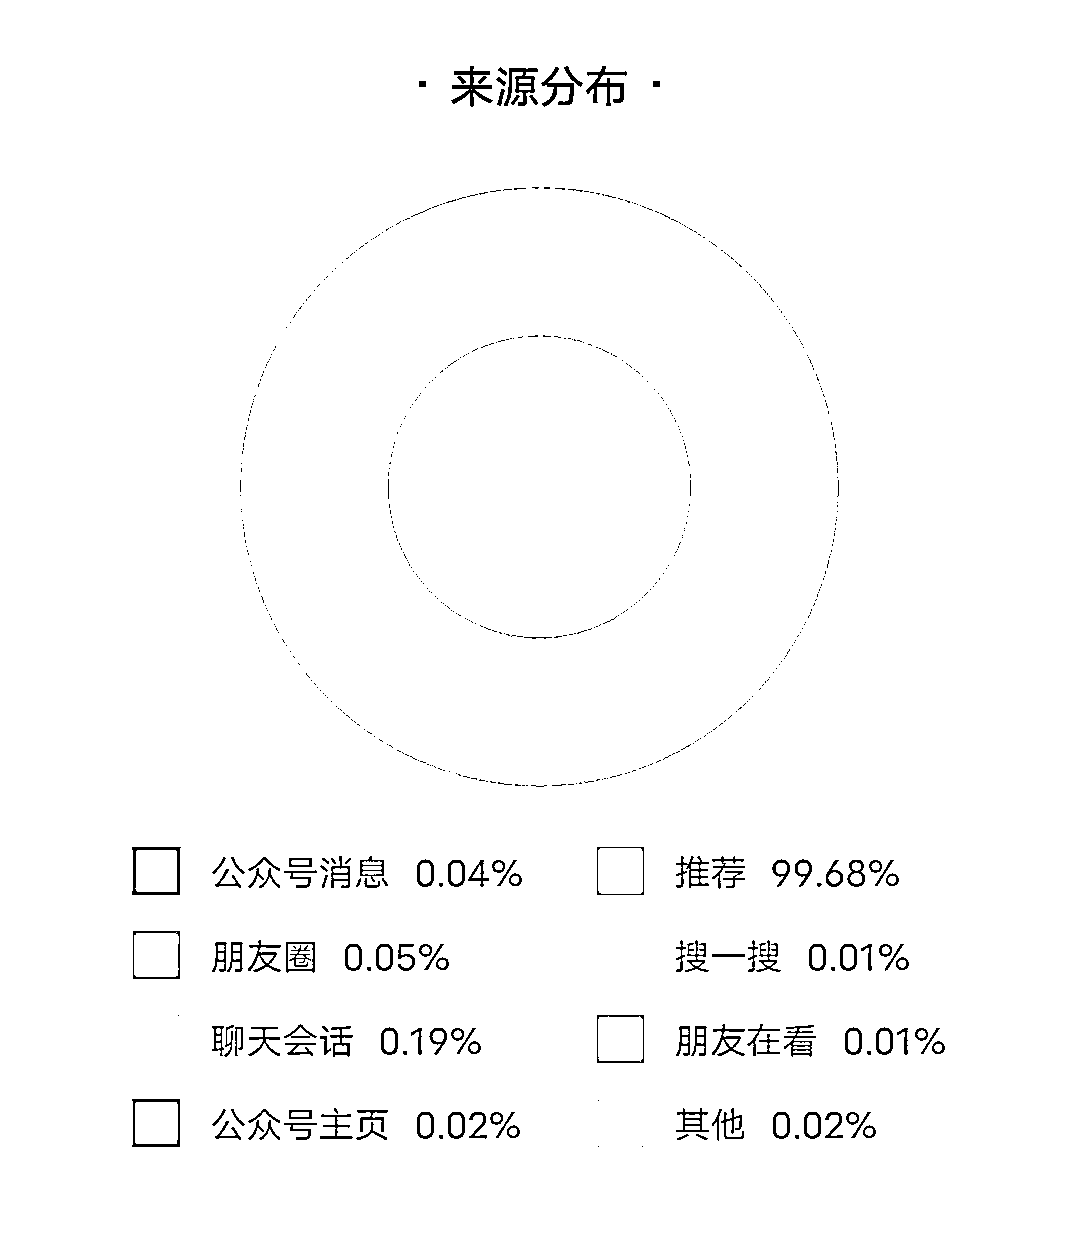 · 来源分布 ·
公众号消息 0.04% 推荐 99.68%
朋友圈 0.05% 搜一搜 0.01%
聊天会话 0.19% 朋友在看 0.01%
公众号主页 0.02% 其他 0.02%